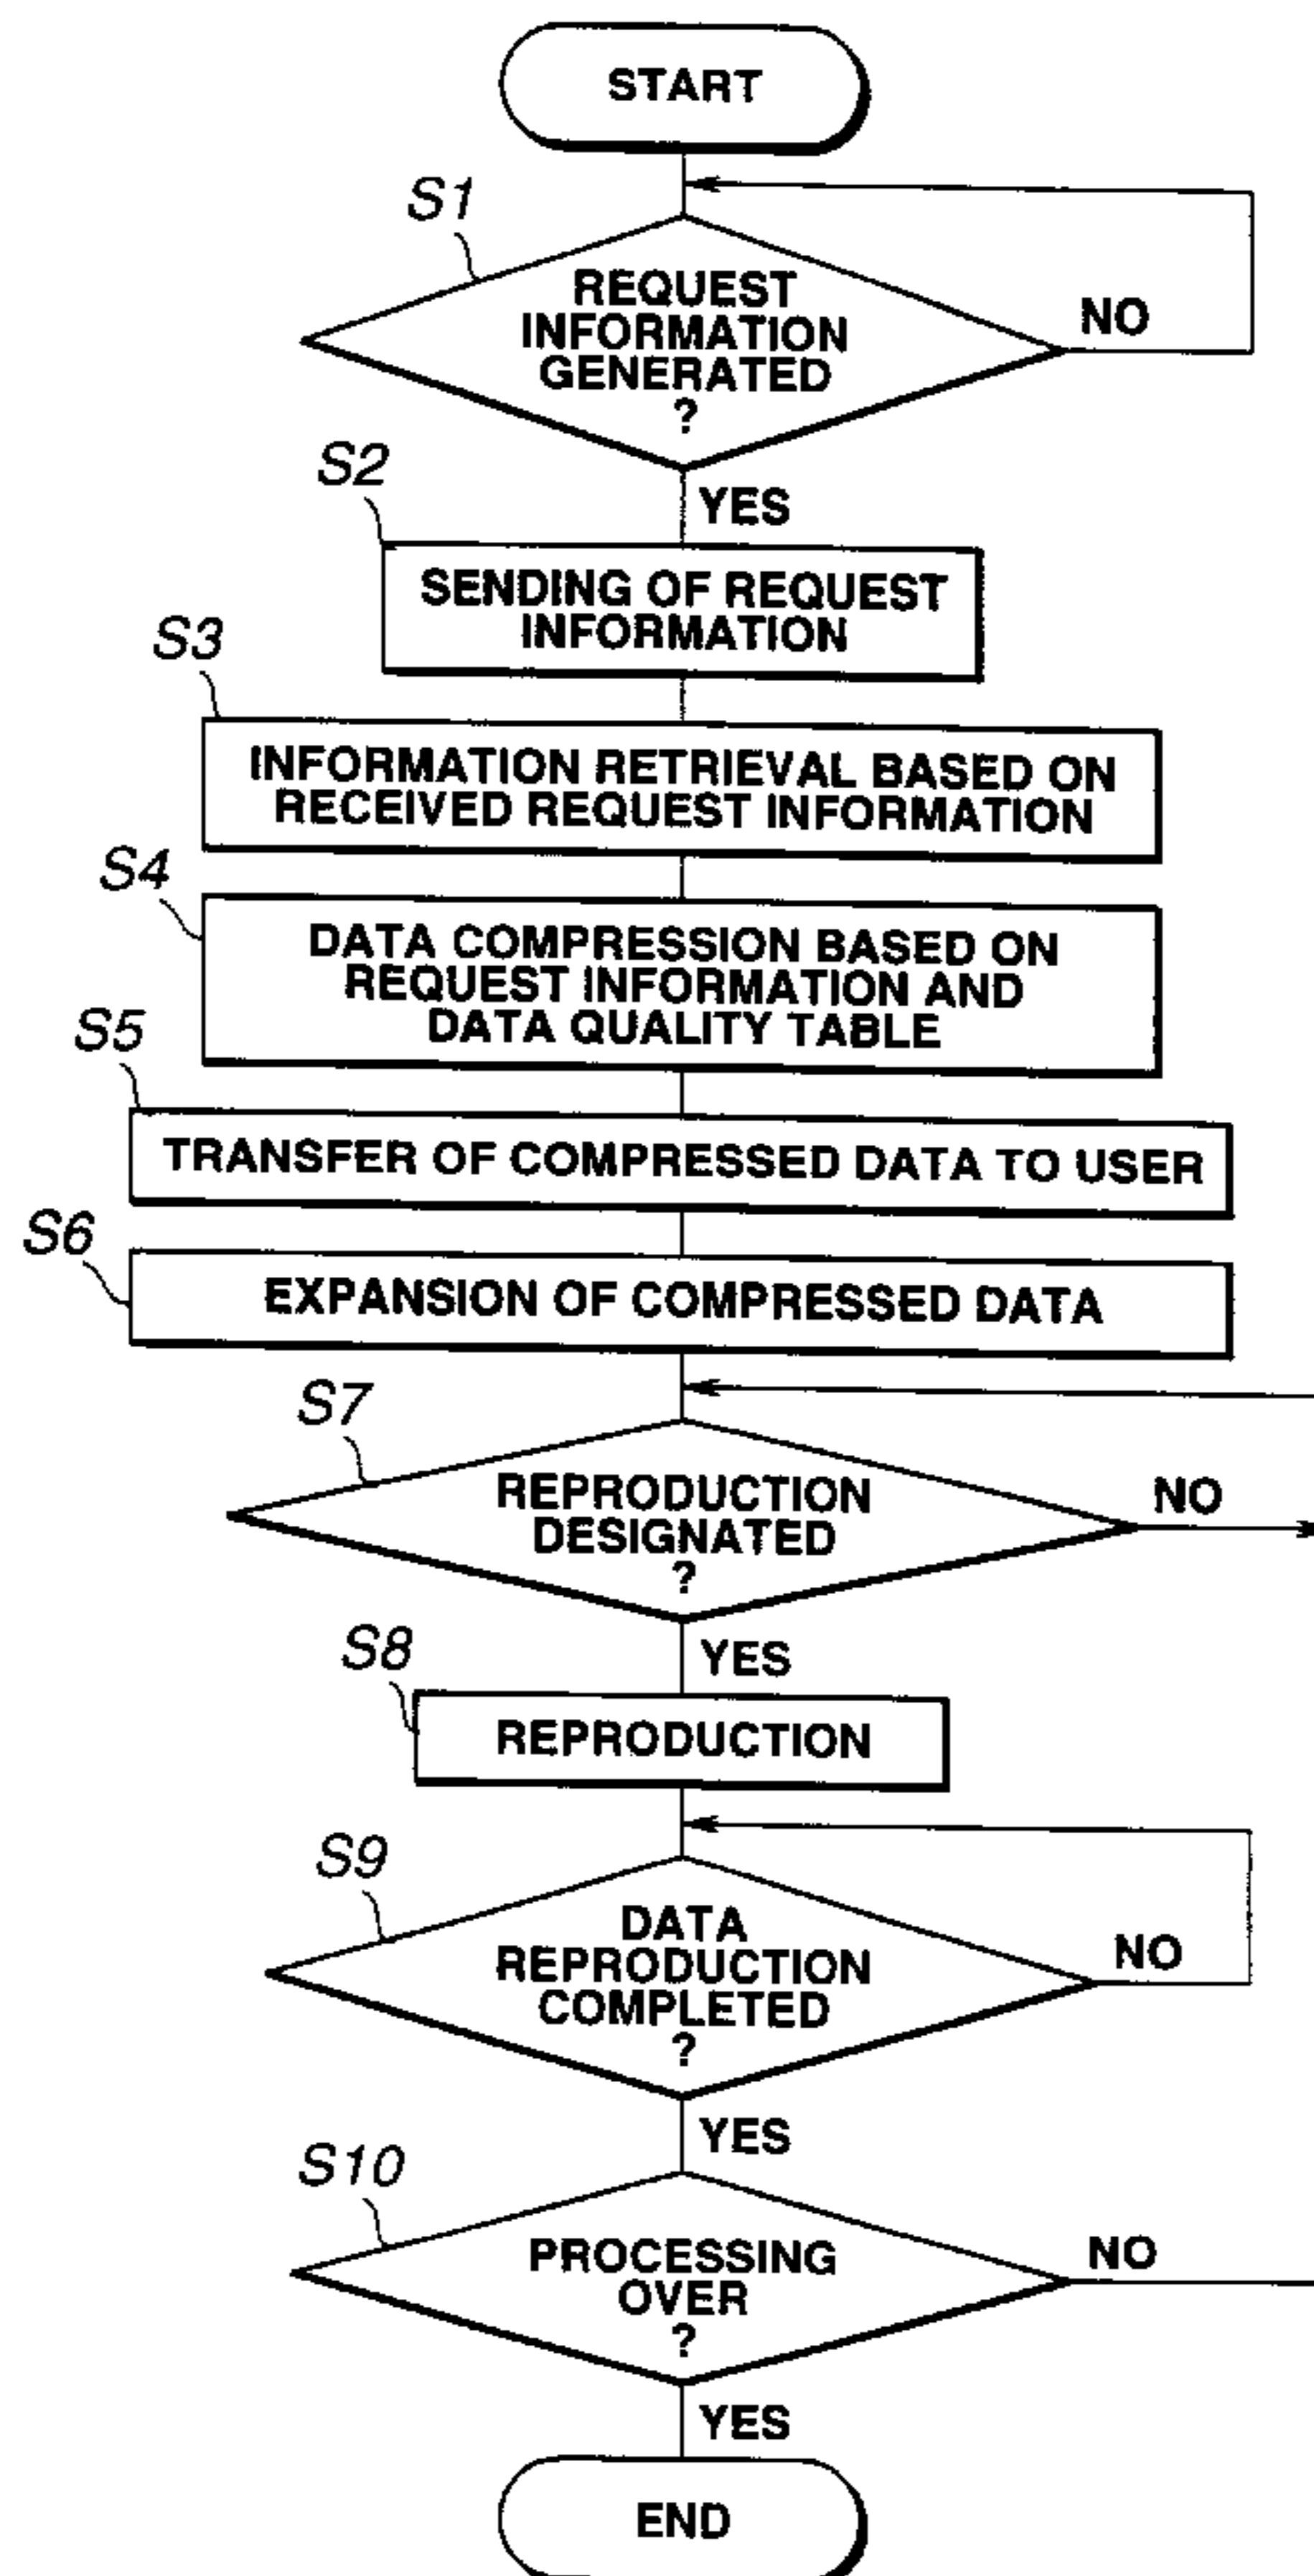 START
S1
REQUEST
INFORMATION
GENERATED
?
NO
YES
S2
SENDING OF REQUEST
INFORMATION
S3
INFORMATION RETRIEVAL BASED ON
RECEIVED REQUEST INFORMATION
S4
DATA COMPRESSION BASED ON
REQUEST INFORMATION AND
DATA QUALITY TABLE
S5
TRANSFER OF COMPRESSED DATA TO USER
S6
EXPANSION OF COMPRESSED DATA
S7
REPRODUCTION
DESIGNATED
?
NO
YES
S8
REPRODUCTION
S9
DATA
REPRODUCTION
COMPLETED
?
NO
YES
S10
PROCESSING
OVER
?
NO
YES
END